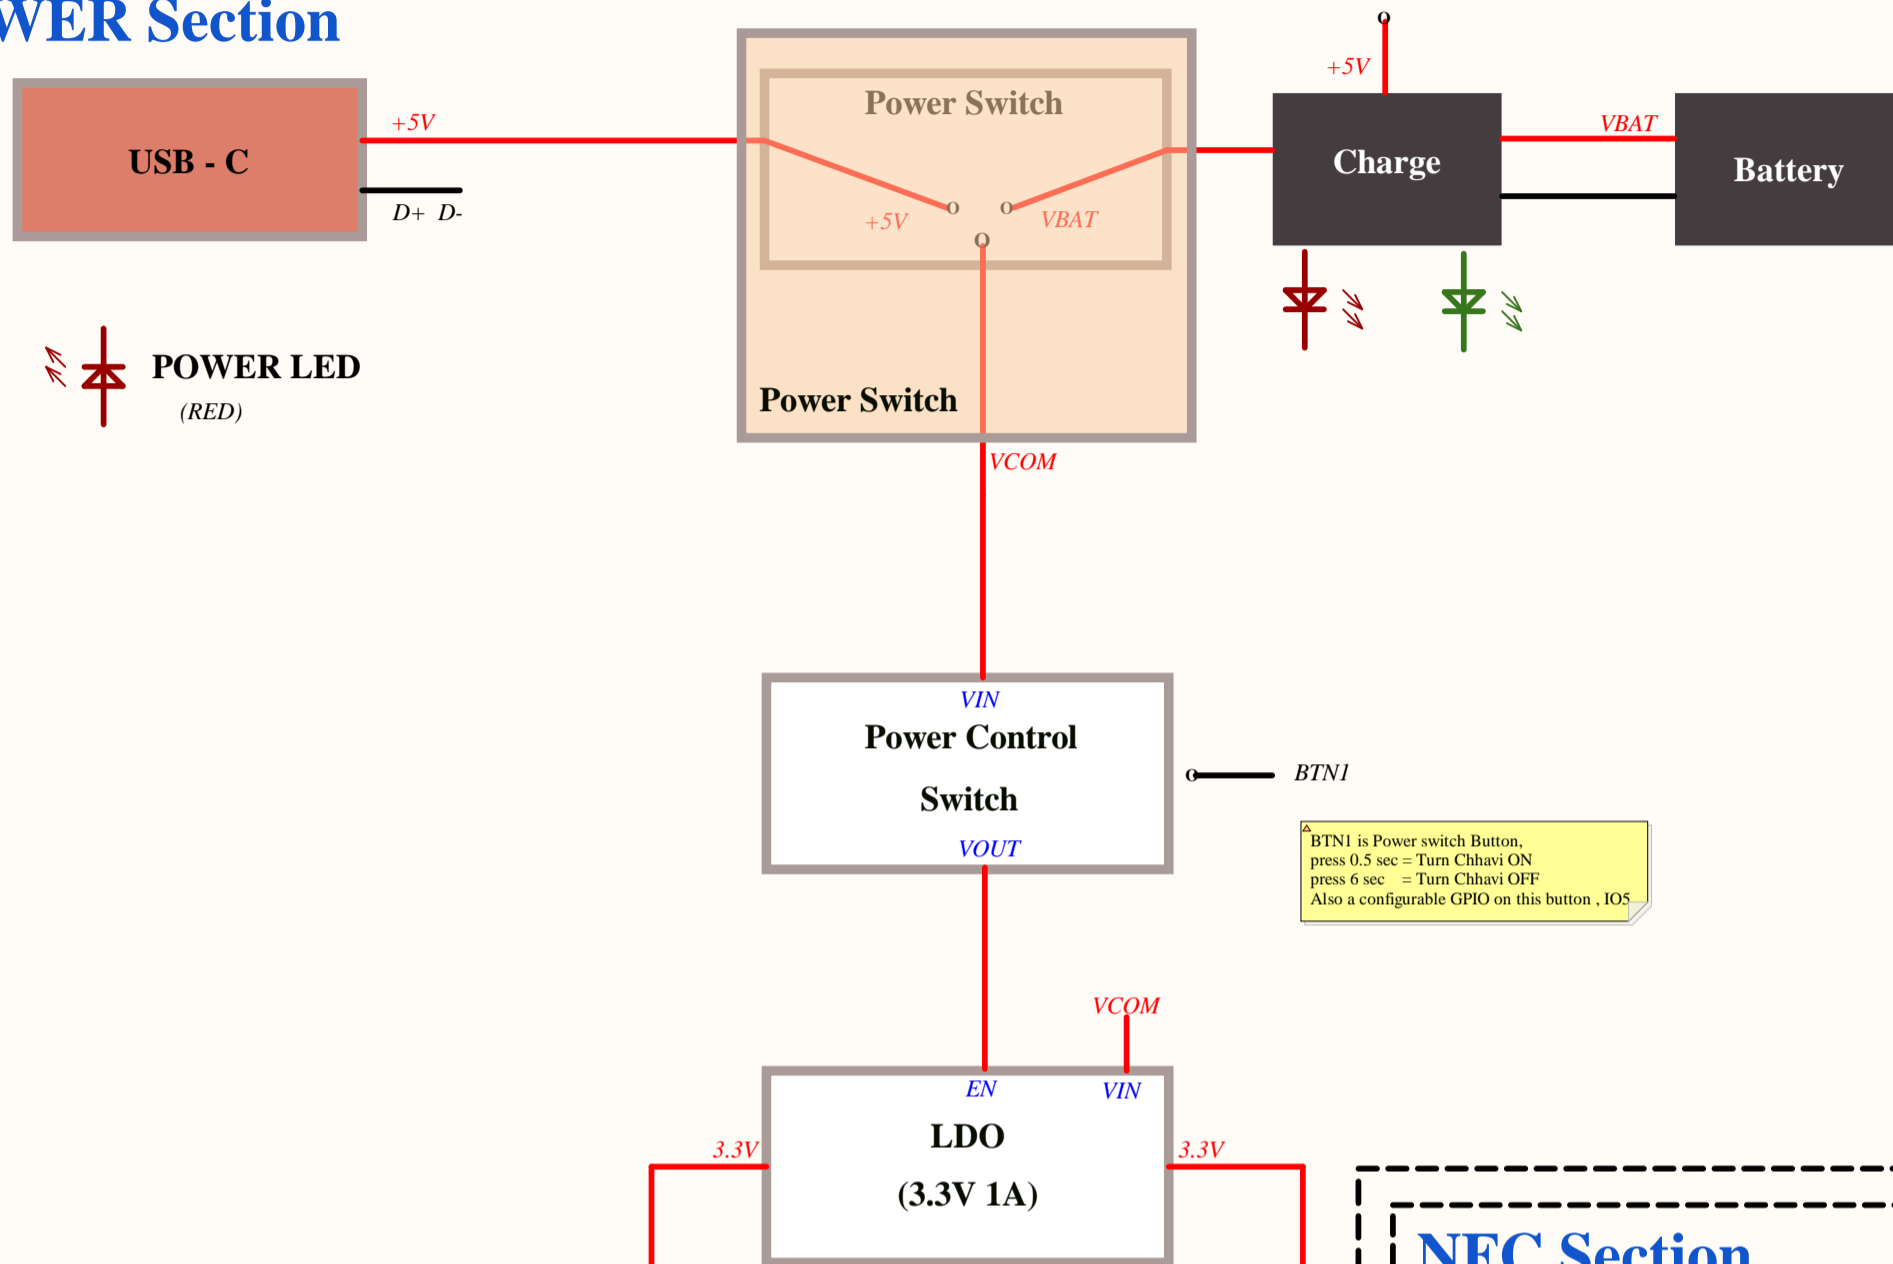 WER Section
+5V
Power Switch
USB - C
+5V
D+ D-
+5V
VBAT
Charge
VBAT
Battery
POWER LED
(RED)
Power Switch
VCOM
VIN
Power Control
Switch
VOUT
BTN1
BTN1 is Power switch Button,
press 0.5 sec = Turn Chhavi ON
press 6 sec = Turn Chhavi OFF
Also a configurable GPIO on this button , IO5
VCOM
EN
VIN
LDO
(3.3V 1A)
3.3V
3.3V
NFC Section